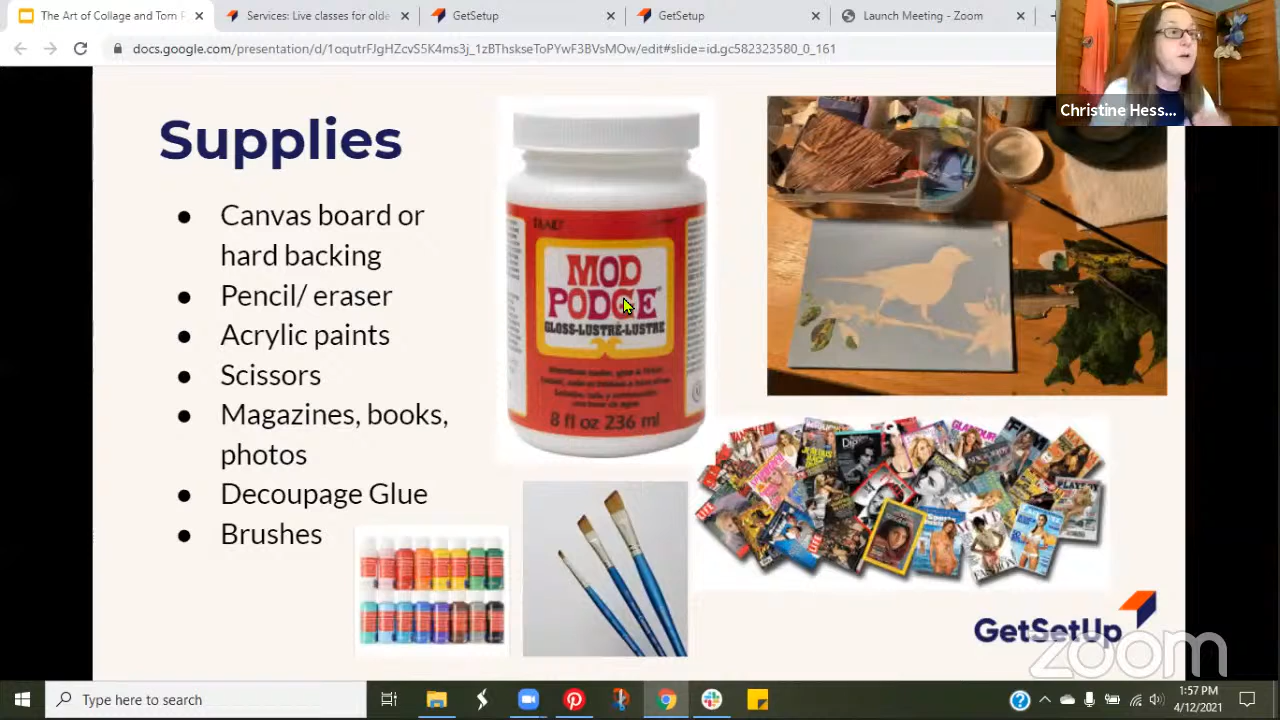 The Art of Collage and Torn P
Services: Live classes for olde
GetSetup
GetSetup
Launch Meeting - Zoom
docs.google.com/presentation/d/1oqutrFJgHZcvS5K4ms3j_1zBThskseToPYwF3BVsMOw/edit#slide=id.gc582323580_0_161
Christine Hess...
Supplies
● Canvas board or
hard backing
● Pencil/ eraser
● Acrylic paints
● Scissors
● Magazines, books,
photos
● Decoupage Glue
● Brushes
MOD
PODGE
GLOSS-LUSTRE-LUSTRE
8 fl oz 236 ml
LIFE
GLAMOUR
FASHION
GetSetUp
zoom
Type here to search
1:57 PM
4/12/2021